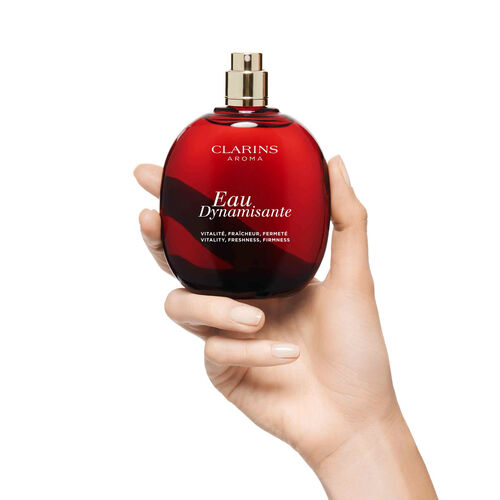 CLARINS
AROMA
Eau
Dynamisante
VITALITÉ, FRAÎCHEUR, FERMETÉ
VITALITY, FRESHNESS, FIRMNESS